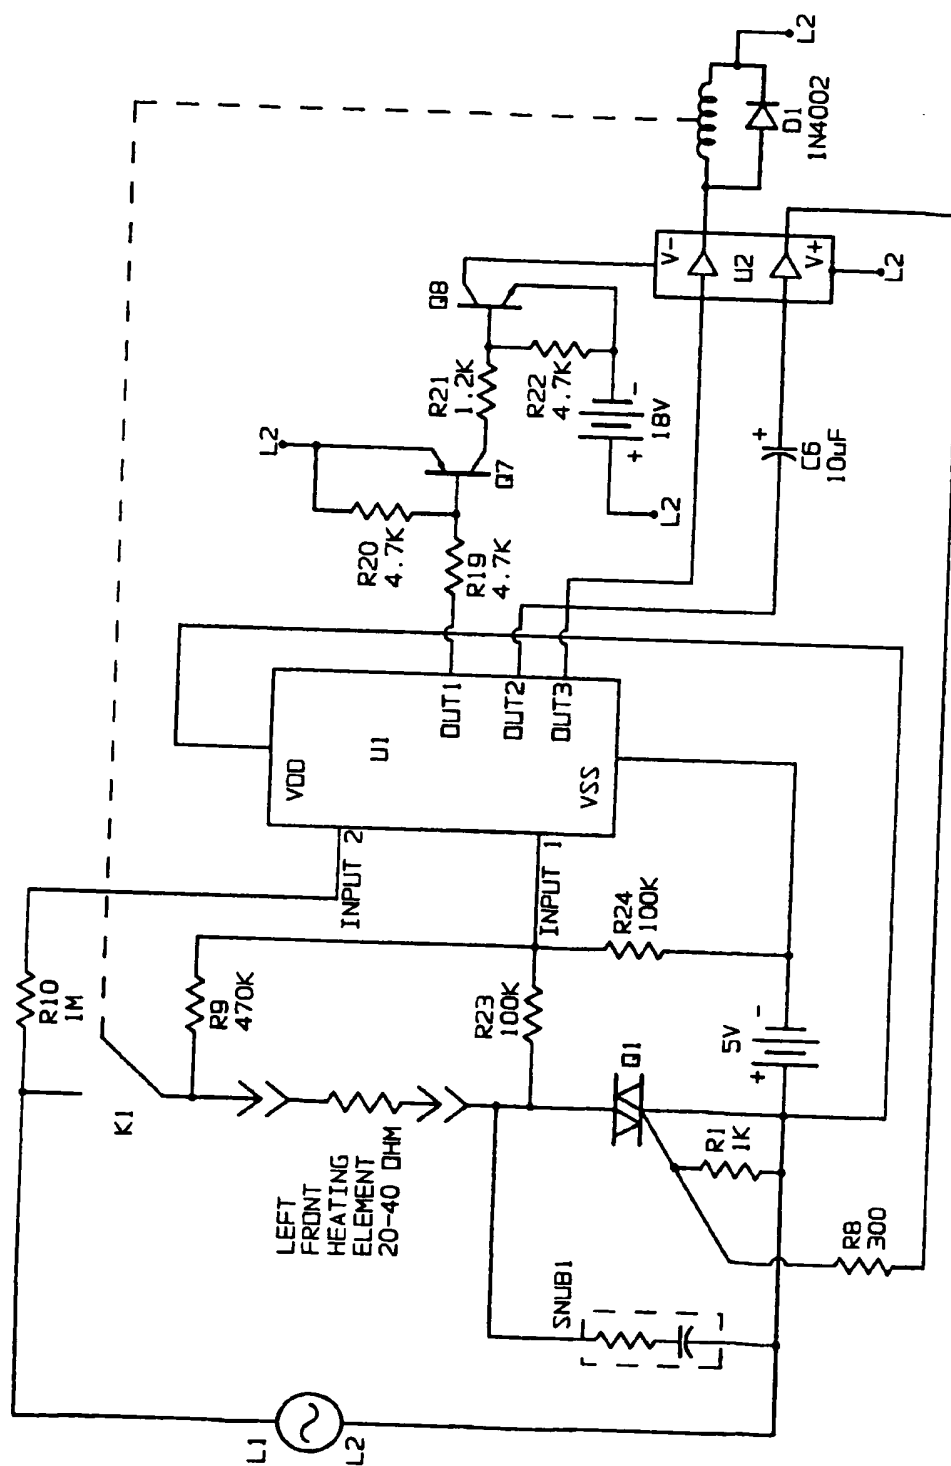 L1
L2
SNUB1
R8
300
R1
1K
Q1
5V
+
-
LEFT
FRONT
HEATING
ELEMENT
20-40 OHM
K1
R10
1M
R9
470K
R23
100K
R24
100K
INPUT 2
INPUT 1
VDD
U1
VSS
OUT1
OUT2
OUT3
R20
4.7K
R19
4.7K
L2
Q7
R21
1.2K
R22
4.7K
Q8
L2
+
-
18V
+
C6
10uF
V-
U2
V+
L2
D1
1N4002
L2